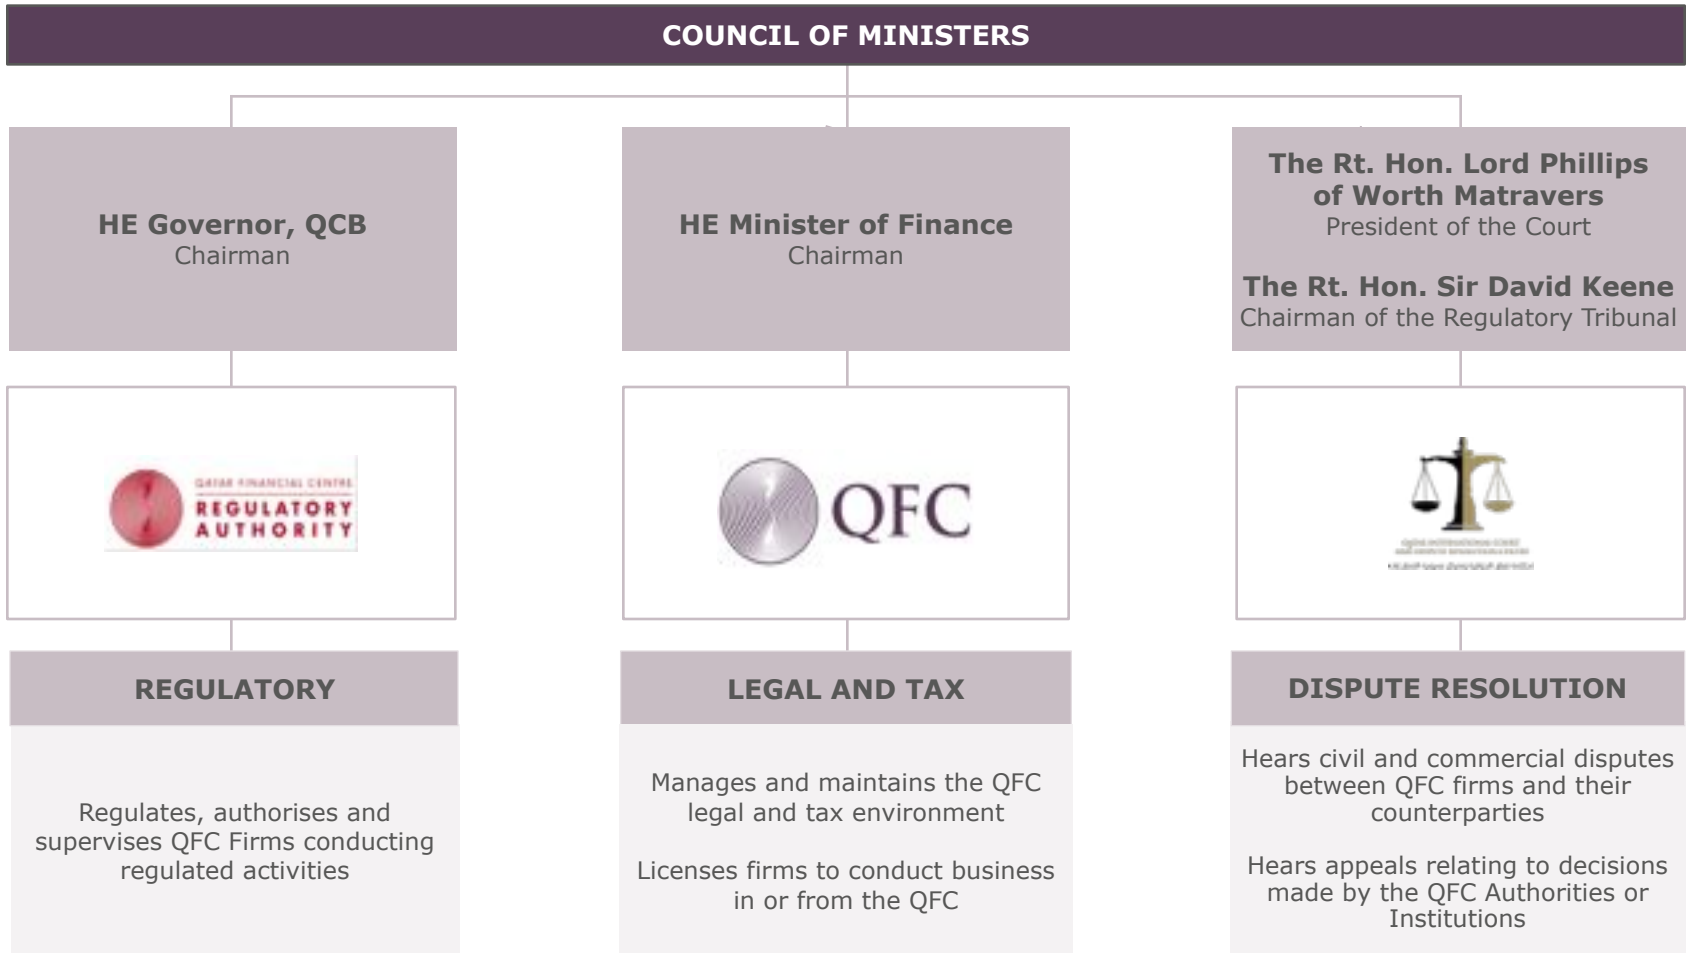 COUNCIL OF MINISTERS
HE Governor, QCB
Chairman
HE Minister of Finance
Chairman
The Rt. Hon. Lord Phillips
of Worth Matravers
President of the Court
The Rt. Hon. Sir David Keene
Chairman of the Regulatory Tribunal
QATAR FINANCIAL CENTRE
REGULATORY
AUTHORITY
QFC
QATAR INTERNATIONAL COURT
REGULATORY
Regulates, authorises and
supervises QFC Firms conducting
regulated activities
LEGAL AND TAX
Manages and maintains the QFC
legal and tax environment
Licenses firms to conduct business
in or from the QFC
DISPUTE RESOLUTION
Hears civil and commercial disputes
between QFC firms and their
counterparties
Hears appeals relating to decisions
made by the QFC Authorities or
Institutions